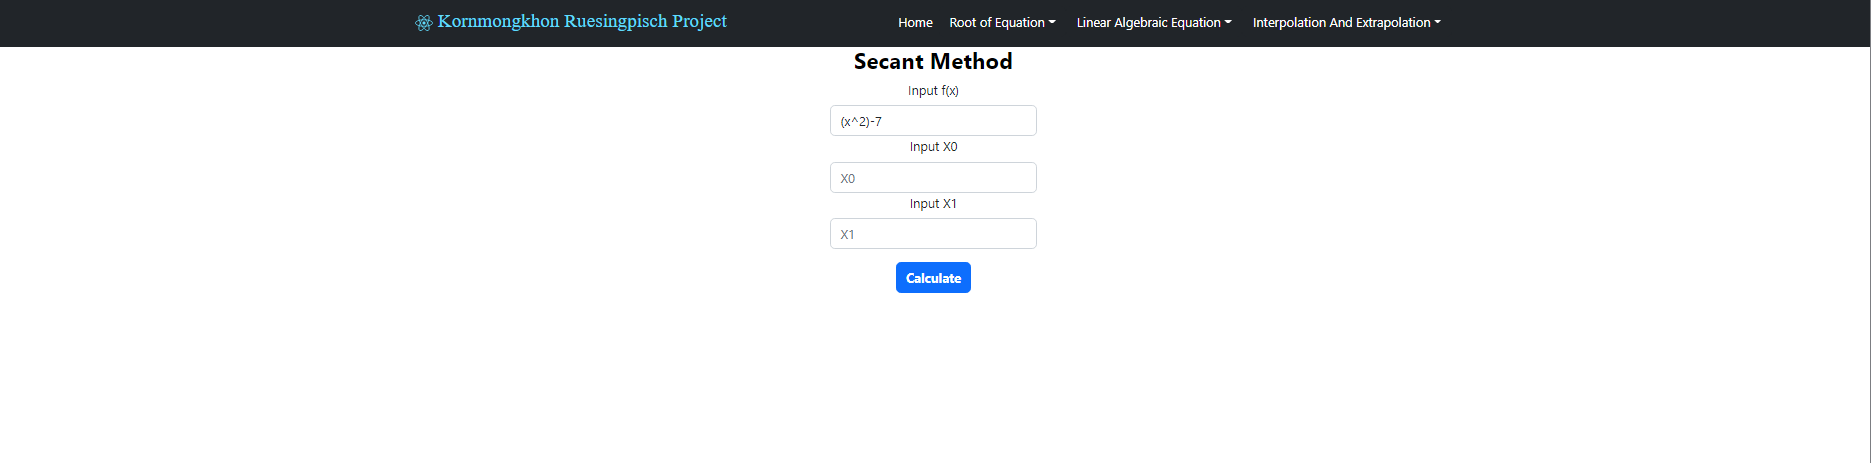 Kornmongkhon Ruesingpisch Project Home Root of Equation Linear Algebraic Equation Interpolation And Extrapolation
Secant Method
Input f(x)
(x^2)-7
Input X0
X0
Input X1
X1
Calculate